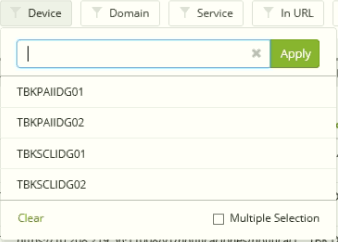 Device Domain Service In URL
Apply
TBKPAIIDG01
TBKPAIIDG02
TBKSCLIDG01
TBKSCLIDG02
Clear Multiple Selection